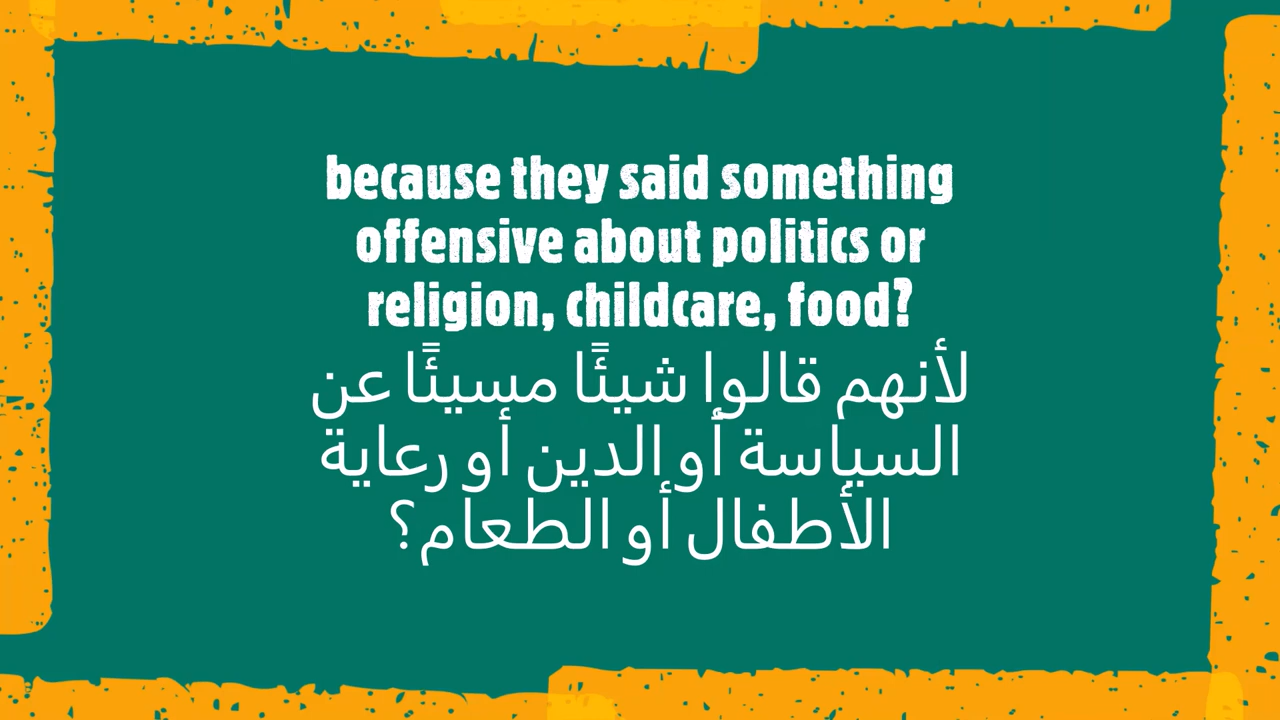 because they said something
offensive about politics or
religion, childcare, food?
لأنهم قالوا شيئًا مسيئًا عن
السياسة أو الدين أو رعاية
الأطفال أو الطعام؟